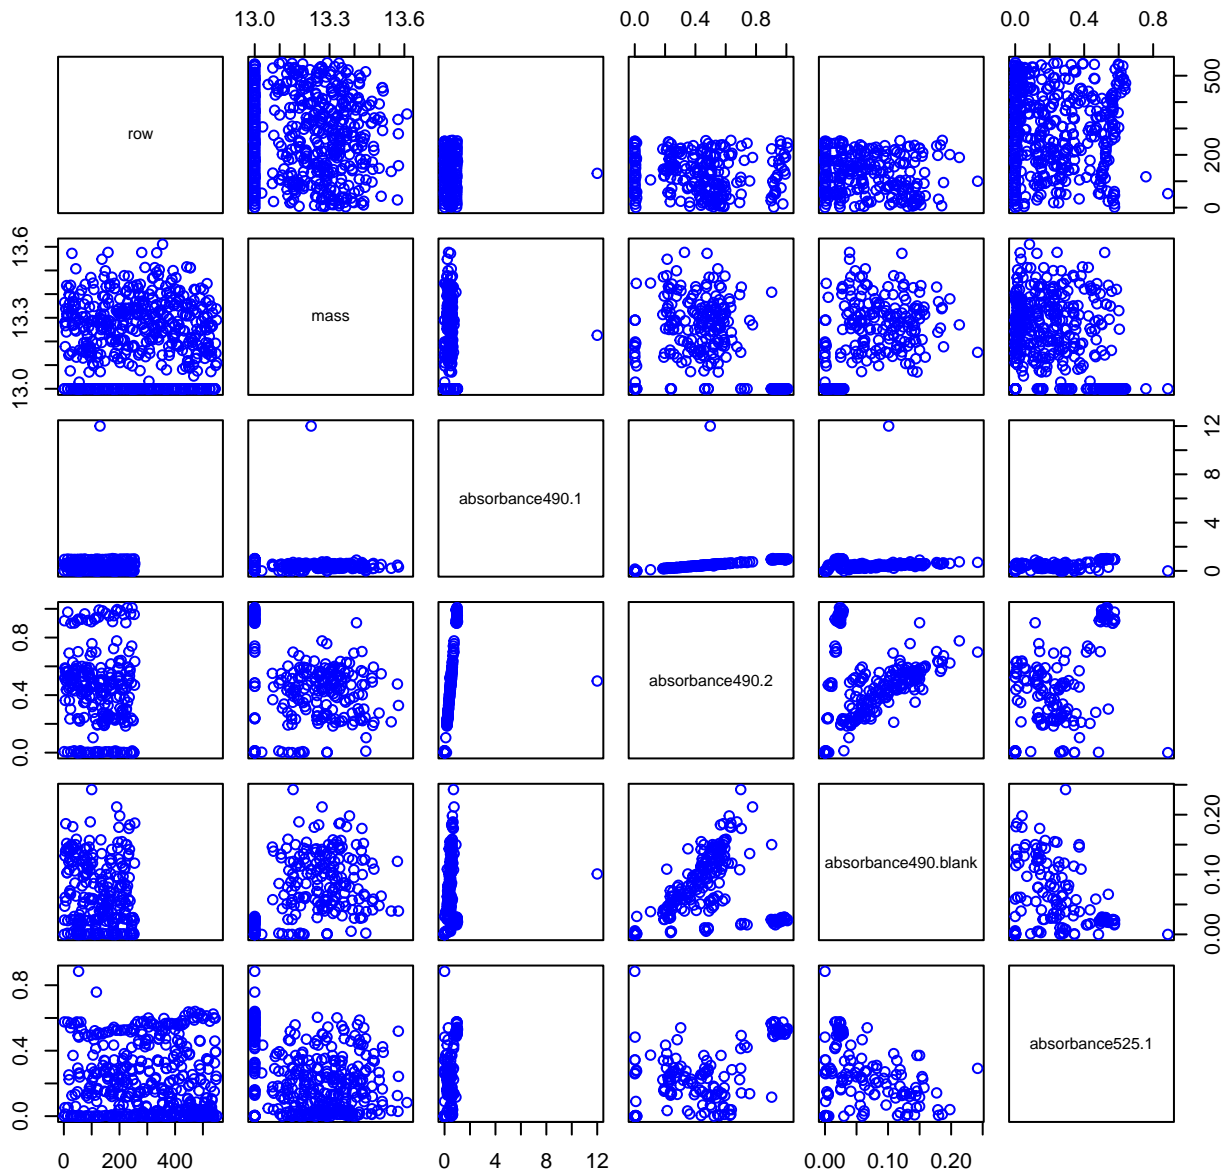 13.0 13.3 13.6 0.0 0.4 0.8 0.0 0.4 0.8
row
0 200 500
13.0 13.3 13.6
mass
absorbance490.1
0 4 8 12
0.0 0.4 0.8
absorbance490.2
absorbance490.blank
0.00 0.10 0.20
0.0 0.4 0.8
absorbance525.1
0 200 400 0 4 8 12 0.00 0.10 0.20